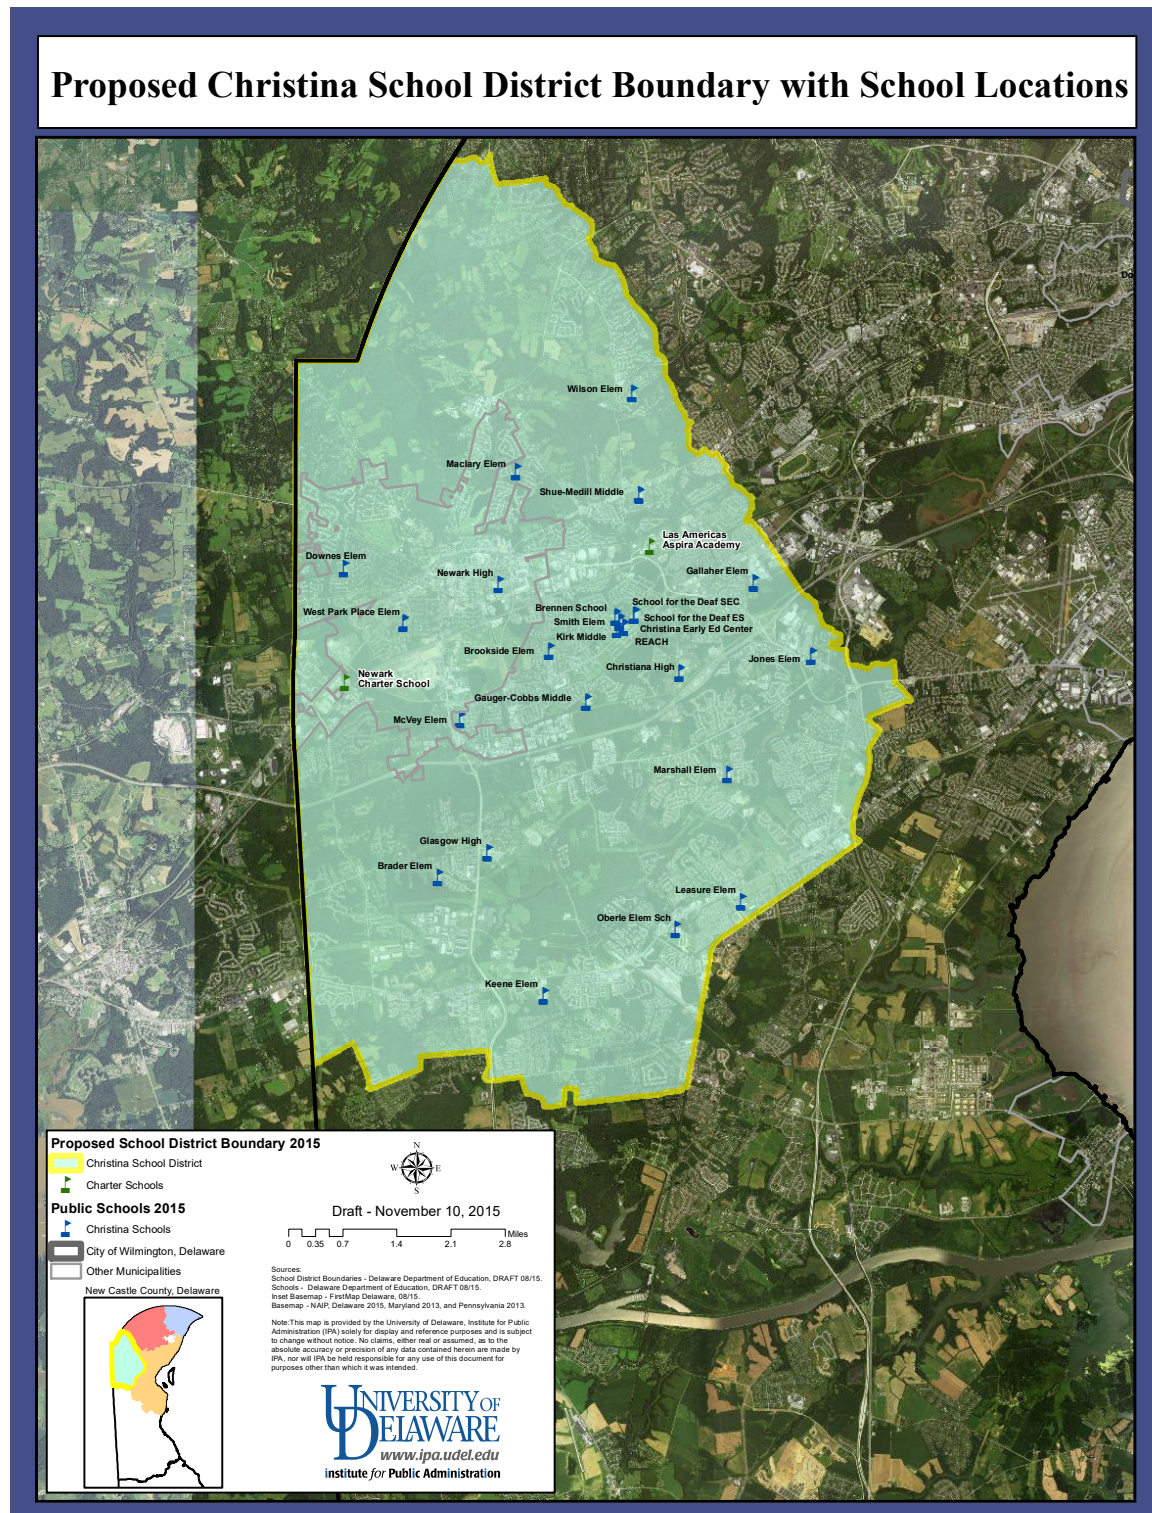 Proposed Christina School District Boundary with School Locations
Do
Wilson Elem
Maclary Elem
Shue-Medill Middle
Las Americas
Aspira Academy
Downes Elem
Newark High
Gallaher Elem
West Park Place Elem
Brennen School
School for the Deaf SEC
Smith Elem
School for the Deaf ES
Kirk Middle
Christina Early Ed Center
REACH
Brookside Elem
Christiana High
Jones Elem
Newark
Charter School
Gauger-Cobbs Middle
McVey Elem
Marshall Elem
Glasgow High
Brader Elem
Leasure Elem
Oberle Elem Sch
Keene Elem
Proposed School District Boundary 2015
Christina School District
Charter Schools
Public Schools 2015
Christina Schools
City of Wilmington, Delaware
Other Municipalities
New Castle County, Delaware
N
W E
S
Draft - November 10, 2015
Miles
0 0.35 0.7 1.4 2.1 2.8
Sources:
School District Boundaries - Delaware Department of Education, DRAFT 08/15.
Schools - Delaware Department of Education, DRAFT 08/15.
Inset Basemap - FirstMap Delaware, 08/15.
Basemap - NAIP, Delaware 2015, Maryland 2013, and Pennsylvania 2013.
Note:This map is provided by the University of Delaware, Institute for Public
Administration (IPA) solely for display and reference purposes and is subject
to change without notice. No claims, either real or assumed, as to the
absolute accuracy or precision of any data contained herein are made by
IPA, nor will IPA be held responsible for any use of this document for
purposes other than which it was intended.
UNIVERSITY OF
DELAWARE
www.ipa.udel.edu
institute for Public Administration